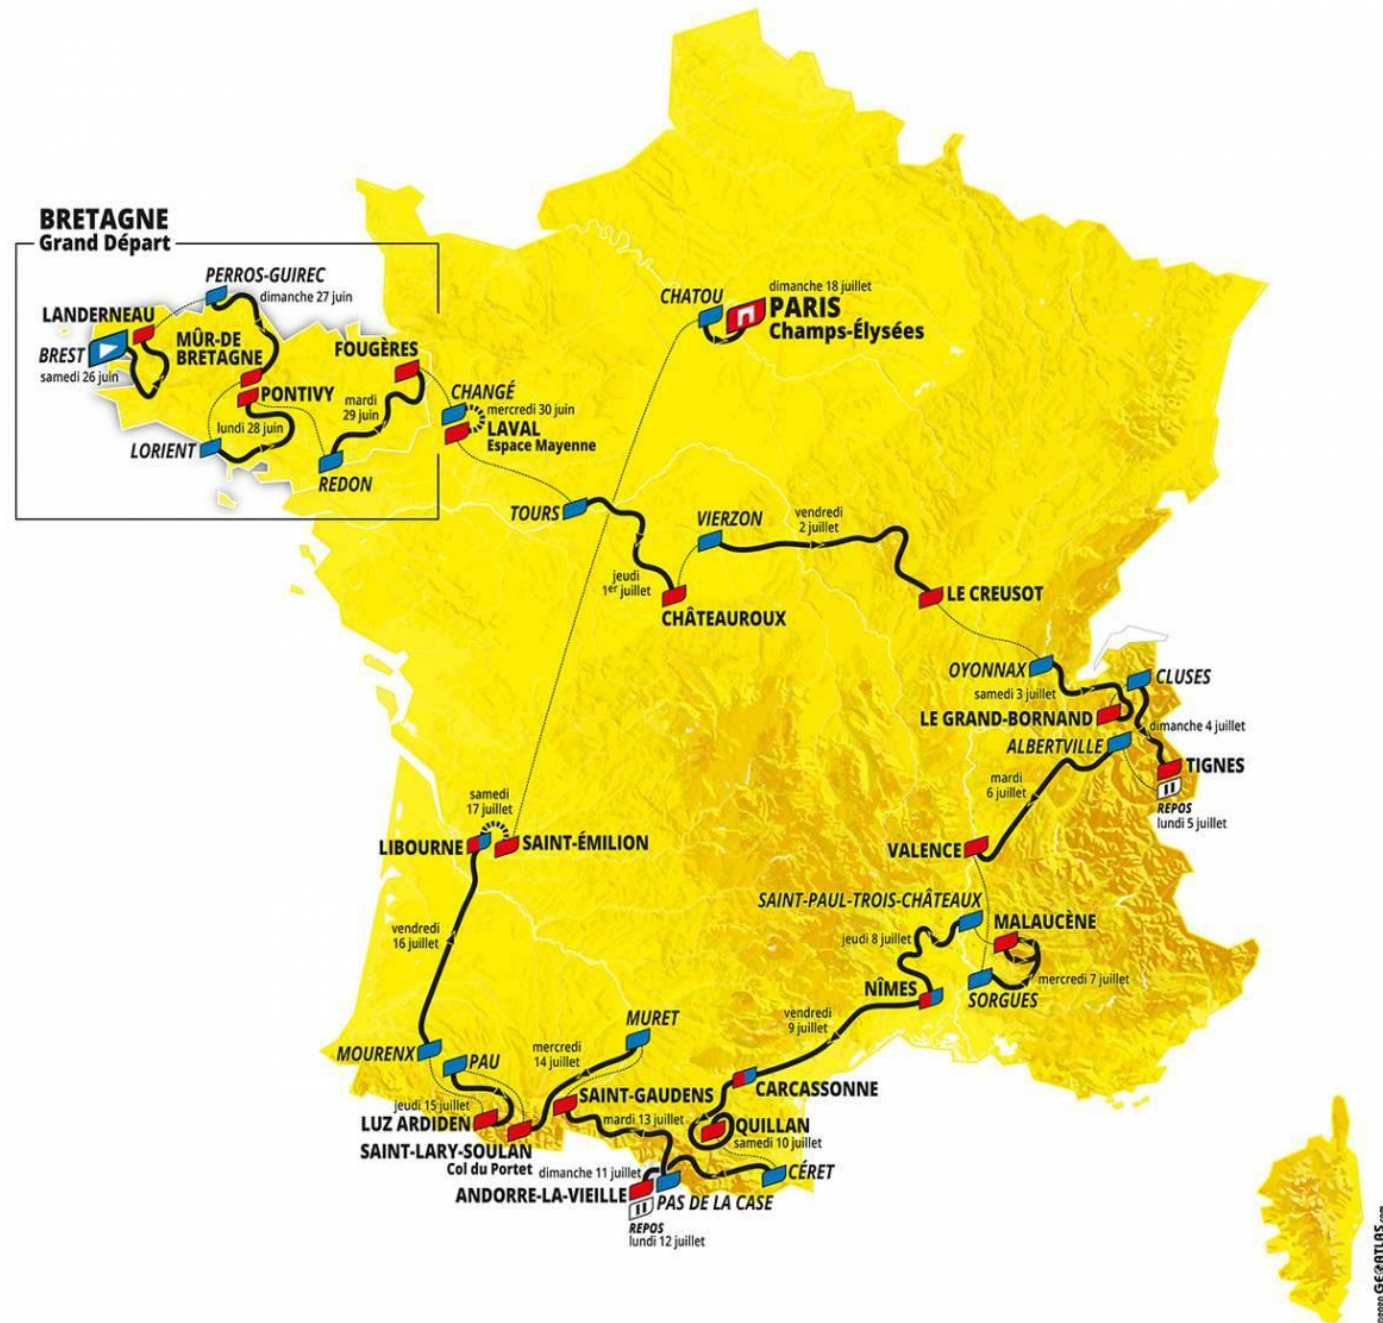 BRETAGNE
Grand Départ
PERROS-GUIREC
dimanche 27 juin
LANDERNEAU
BREST
samedi 26 juin
MÛR-DE
BRETAGNE
PONTIVY
lundi 28 juin
LORIENT
FOUGÈRES
mardi
29 juin
REDON
CHANGÉ
mercredi 30 juin
LAVAL
Espace Mayenne
CHATOU
dimanche 18 juillet
PARIS
Champs-Élysées
TOURS
jeudi
1er juillet
CHÂTEAUROUX
VIERZON
vendredi
2 juillet
LE CREUSOT
OYONNAX
samedi 3 juillet
CLUSES
LE GRAND-BORNAND
dimanche 4 juillet
ALBERTVILLE
TIGNES
REPOS
lundi 5 juillet
mardi
6 juillet
VALENCE
SAINT-PAUL-TROIS-CHÂTEAUX
MALAUCÈNE
jeudi 8 juillet
mercredi 7 juillet
SORGUES
NÎMES
vendredi
9 juillet
CARCASSONNE
QUILLAN
samedi 10 juillet
CÉRET
samedi
17 juillet
LIBOURNE
SAINT-ÉMILION
vendredi
16 juillet
MOURENX
PAU
jeudi 15 juillet
LUZ ARDIDEN
MURET
mercredi
14 juillet
SAINT-GAUDENS
mardi 13 juillet
SAINT-LARY-SOULAN
Col du Portet
dimanche 11 juillet
ANDORRE-LA-VIEILLE
PAS DE LA CASE
REPOS
lundi 12 juillet
GEOATLAS.com